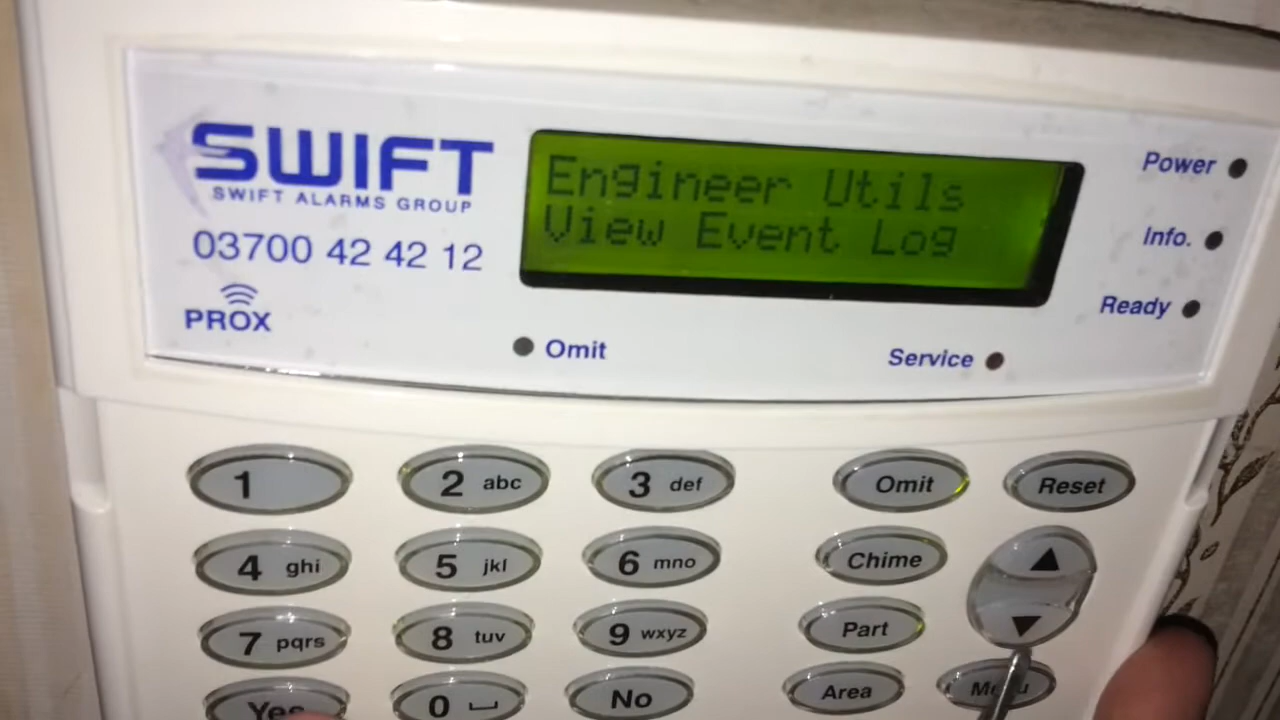 SWIFT
SWIFT ALARMS GROUP
03700 42 42 12
PROX
Engineer Utils
View Event Log
Power
Info.
Ready
Omit
Service
1
2 abc
3 def
Omit
Reset
4 ghi
5 jkl
6 mno
Chime
7 pqrs
8 tuv
9 wxyz
Part
Yes
0
No
Area
Menu